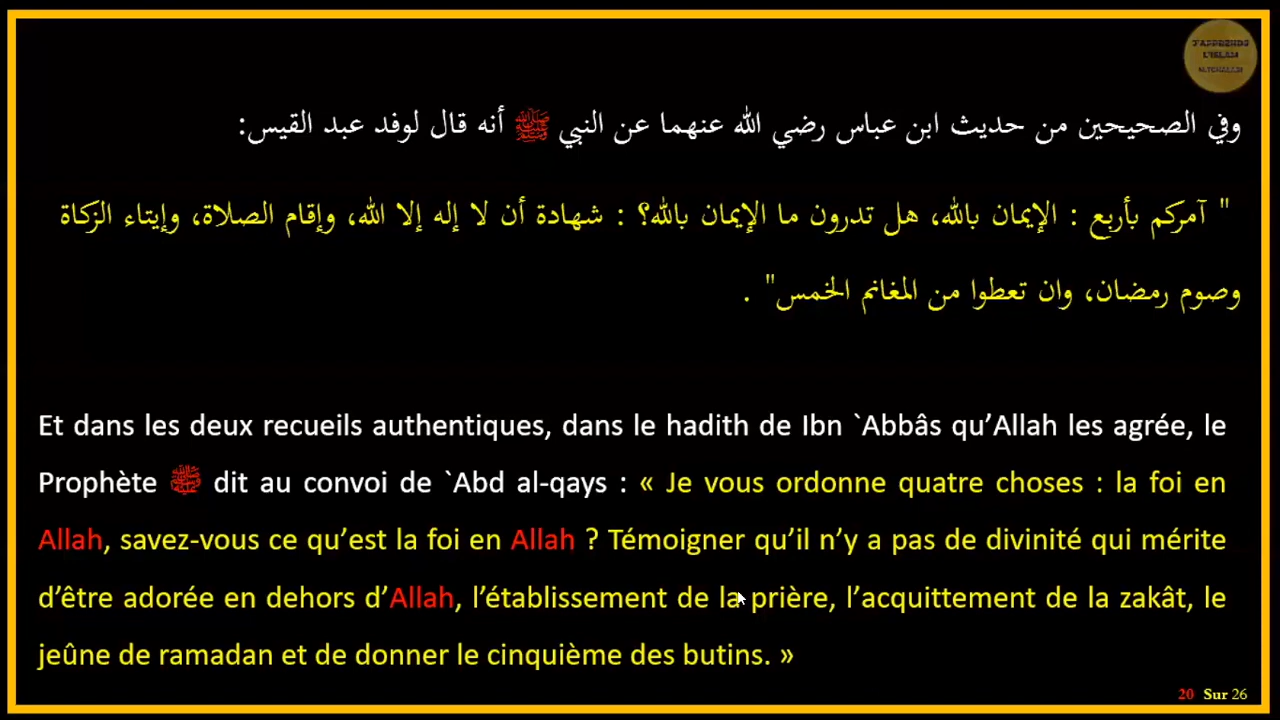 J'APPRENDS
L'ISLAM
وفي الصحيحين من حديث ابن عباس رضي الله عنهما عن النبي ﷺ أنه قال لوفد عبد القيس:
" آمركم بأربع : الإيمان بالله، هل تدرون ما الإيمان بالله؟ : شهادة أن لا إله إلا الله، وإقام الصلاة، وإيتاء الزكاة
وصوم رمضان، وان تعطوا من المغانم الخمس" .
Et dans les deux recueils authentiques, dans le hadith de Ibn `Abbâs qu’Allah les agrée, le
Prophète ﷺ dit au convoi de `Abd al-qays : « Je vous ordonne quatre choses : la foi en
Allah, savez-vous ce qu’est la foi en Allah ? Témoigner qu’il n’y a pas de divinité qui mérite
d’être adorée en dehors d’Allah, l’établissement de la prière, l’acquittement de la zakât, le
jeûne de ramadan et de donner le cinquième des butins. »
20 Sur 26